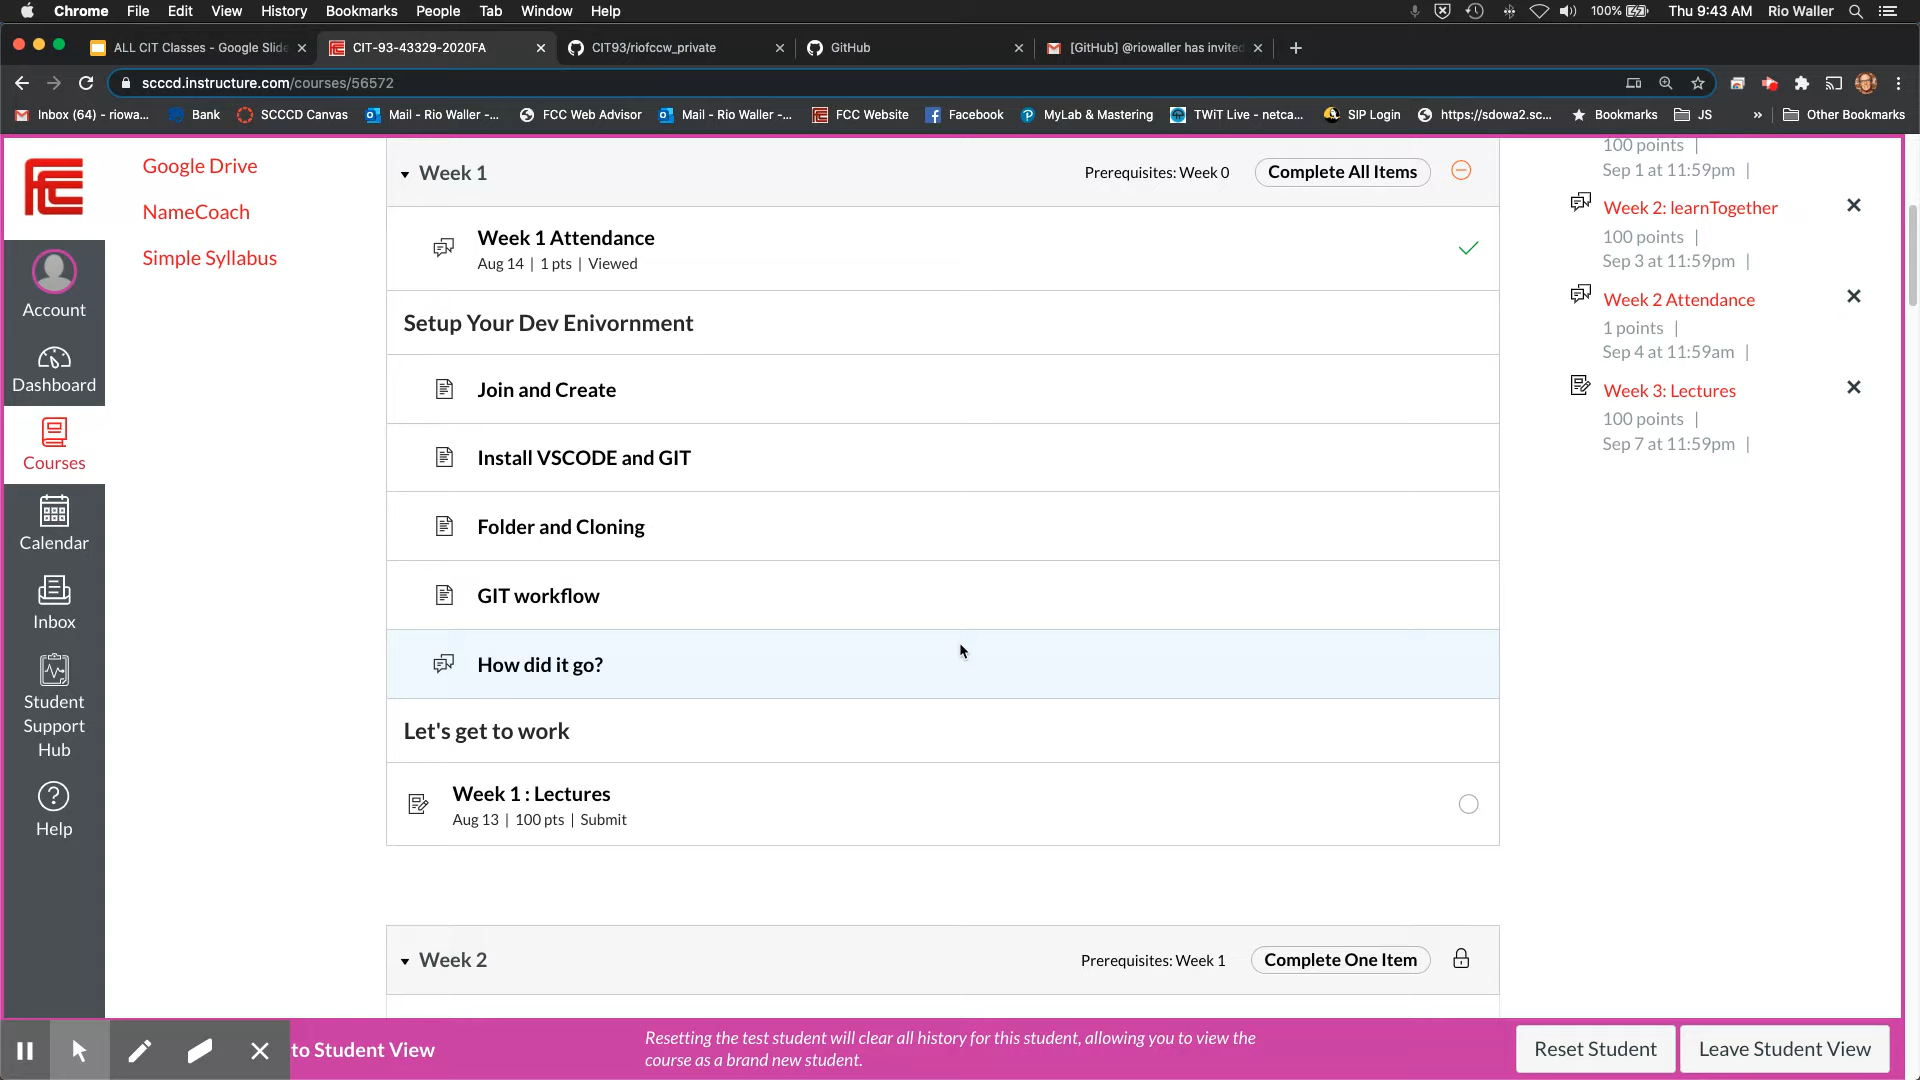 Chrome File Edit View History Bookmarks People Tab Window Help 100% Thu 9:43 AM Rio Waller
ALL CIT Classes - Google Slide CIT-93-43329-2020FA CIT93/riofccw_private GitHub [GitHub] @riowaller has invited
scccd.instructure.com/courses/56572
Inbox (64) - riowa... Bank SCCCD Canvas Mail - Rio Waller -... FCC Web Advisor Mail - Rio Waller -... FCC Website Facebook MyLab & Mastering TWiT Live - netca... SIP Login https://sdowa2.sc... Bookmarks JS » Other Bookmarks
Account
Dashboard
Courses
Calendar
Inbox
Student
Support
Hub
Help
Google Drive
NameCoach
Simple Syllabus
Week 1 Prerequisites: Week 0 Complete All Items
Week 1 Attendance
Aug 14 | 1 pts | Viewed
Setup Your Dev Enivornment
Join and Create
Install VSCODE and GIT
Folder and Cloning
GIT workflow
How did it go?
Let's get to work
Week 1 : Lectures
Aug 13 | 100 pts | Submit
Week 2 Prerequisites: Week 1 Complete One Item
100 points |
Sep 1 at 11:59pm |
Week 2: learnTogether
100 points |
Sep 3 at 11:59pm |
Week 2 Attendance
1 points |
Sep 4 at 11:59am |
Week 3: Lectures
100 points |
Sep 7 at 11:59pm |
to Student View
Resetting the test student will clear all history for this student, allowing you to view the
course as a brand new student.
Reset Student
Leave Student View